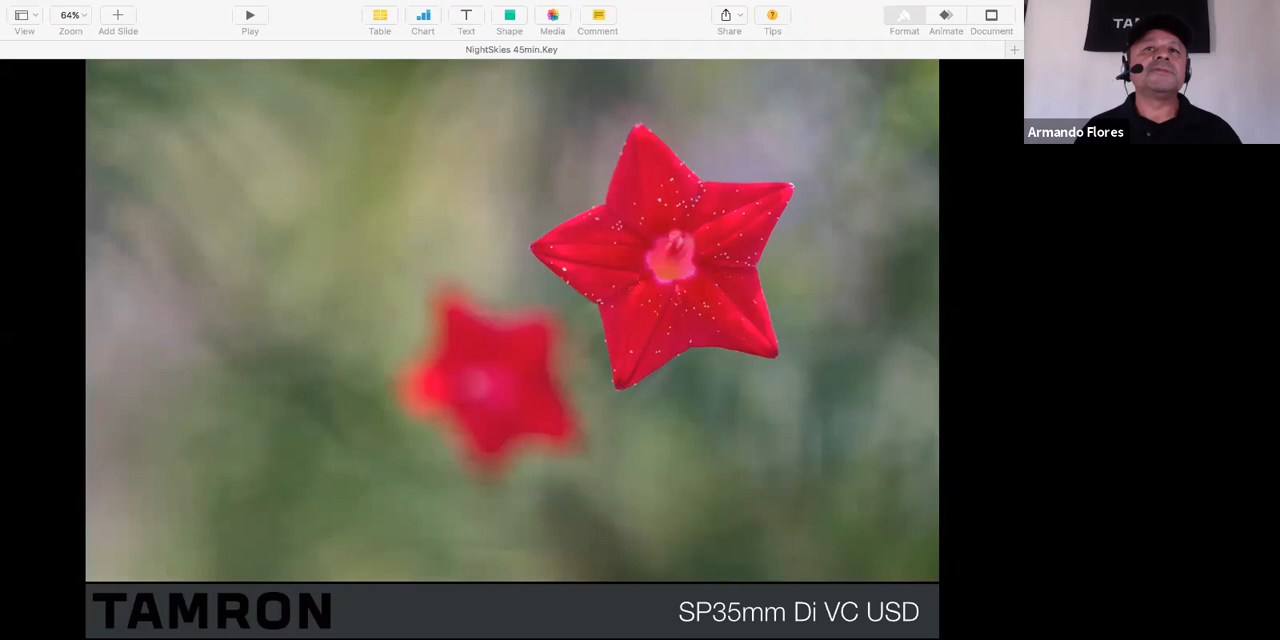 64%
View
Zoom
Add Slide
Play
Table
Chart
Text
Shape
Media
Comment
Share
Tips
Format
Animate
Document
NightSkies 45min.Key
Armando Flores
TAMRON
SP35mm Di VC USD